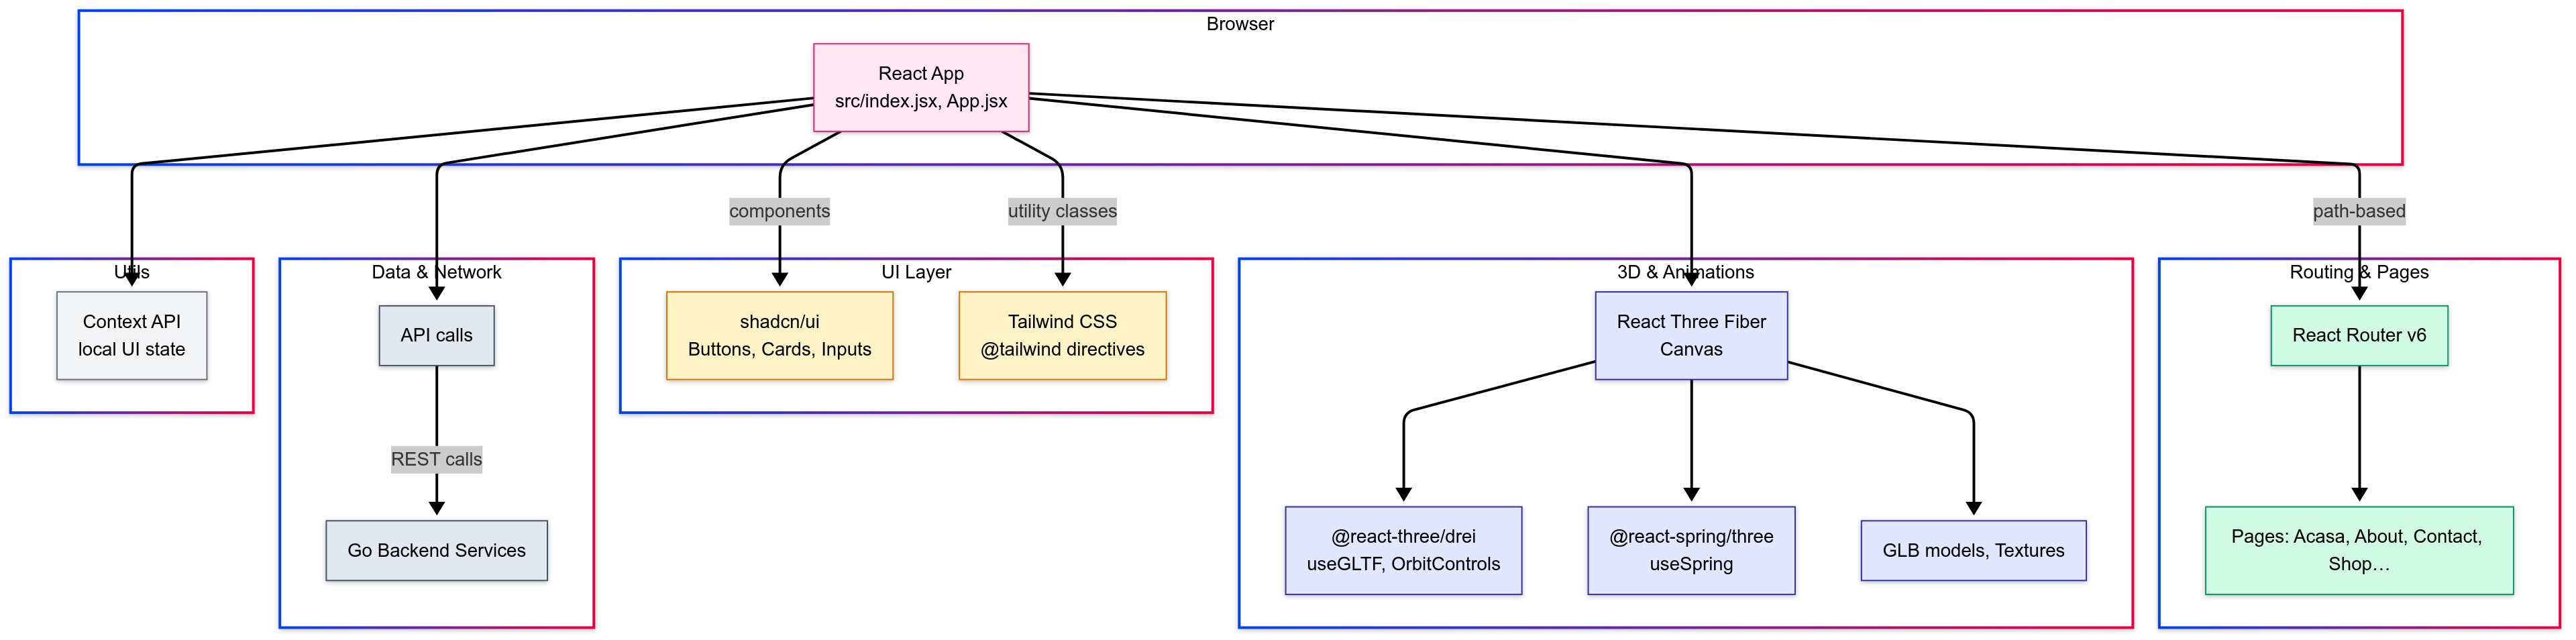 Browser
React App
src/index.jsx, App.jsx
components
utility classes
path-based
Utils
Data & Network
UI Layer
3D & Animations
Routing & Pages
Context API
local UI state
API calls
shadcn/ui
Buttons, Cards, Inputs
Tailwind CSS
@tailwind directives
React Three Fiber
Canvas
React Router v6
REST calls
Go Backend Services
@react-three/drei
useGLTF, OrbitControls
@react-spring/three
useSpring
GLB models, Textures
Pages: Acasa, About, Contact,
Shop…